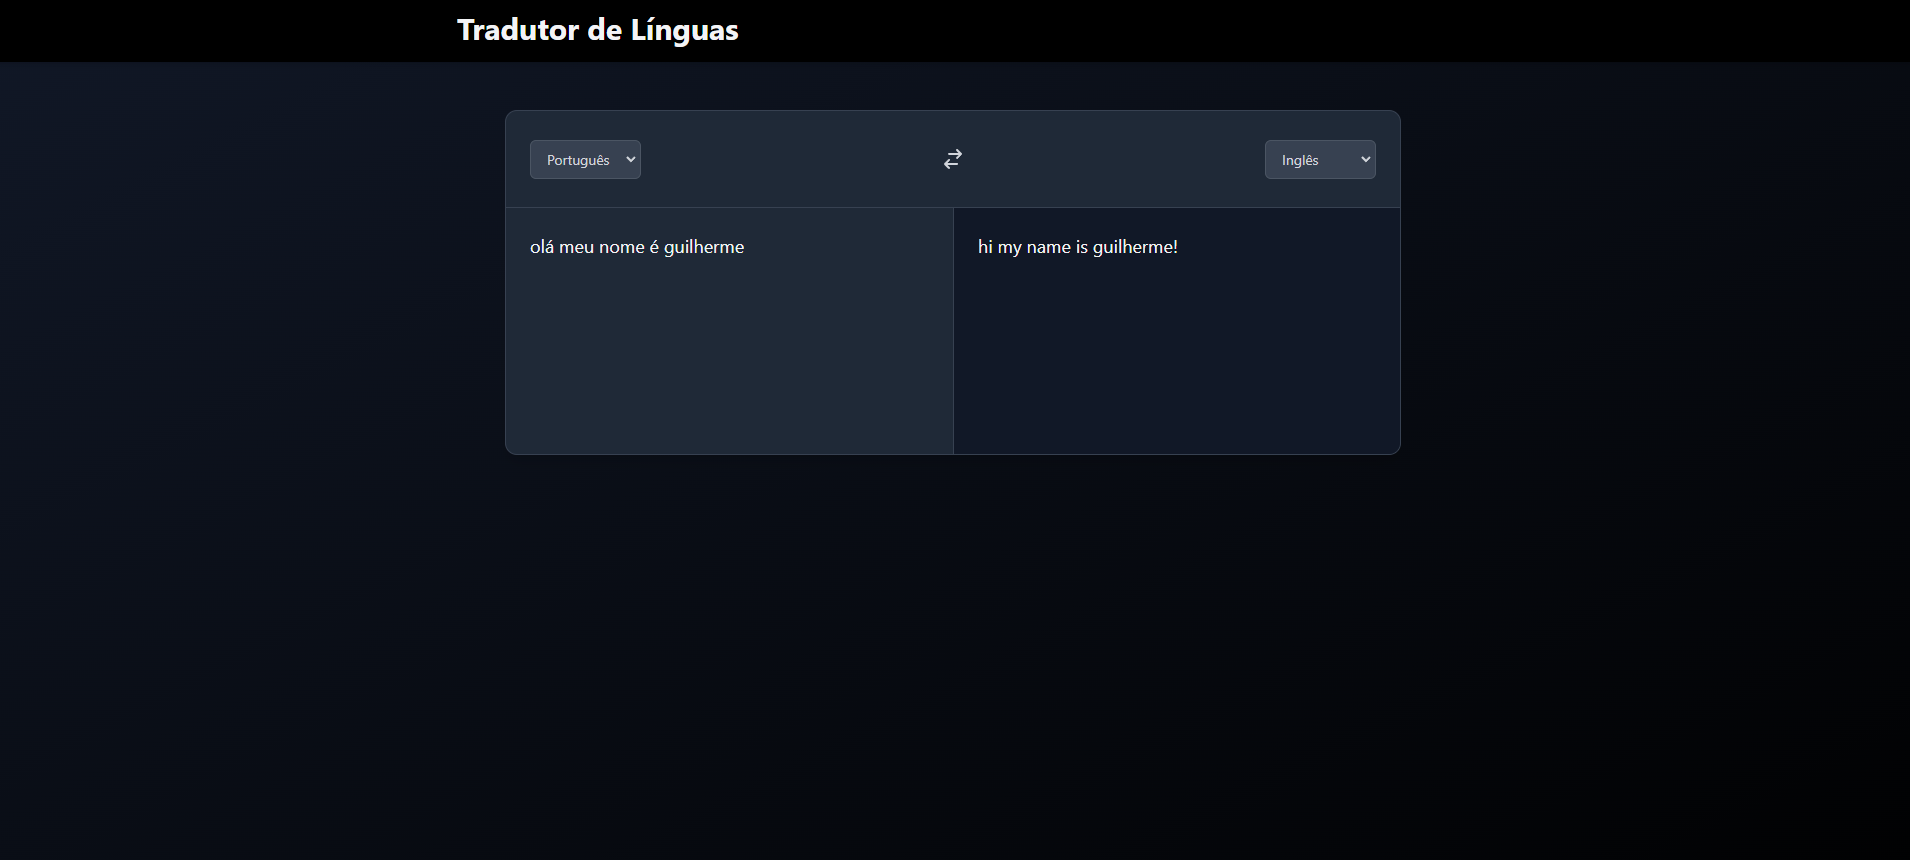 Tradutor de Línguas
Português
Inglês
olá meu nome é guilherme
hi my name is guilherme!